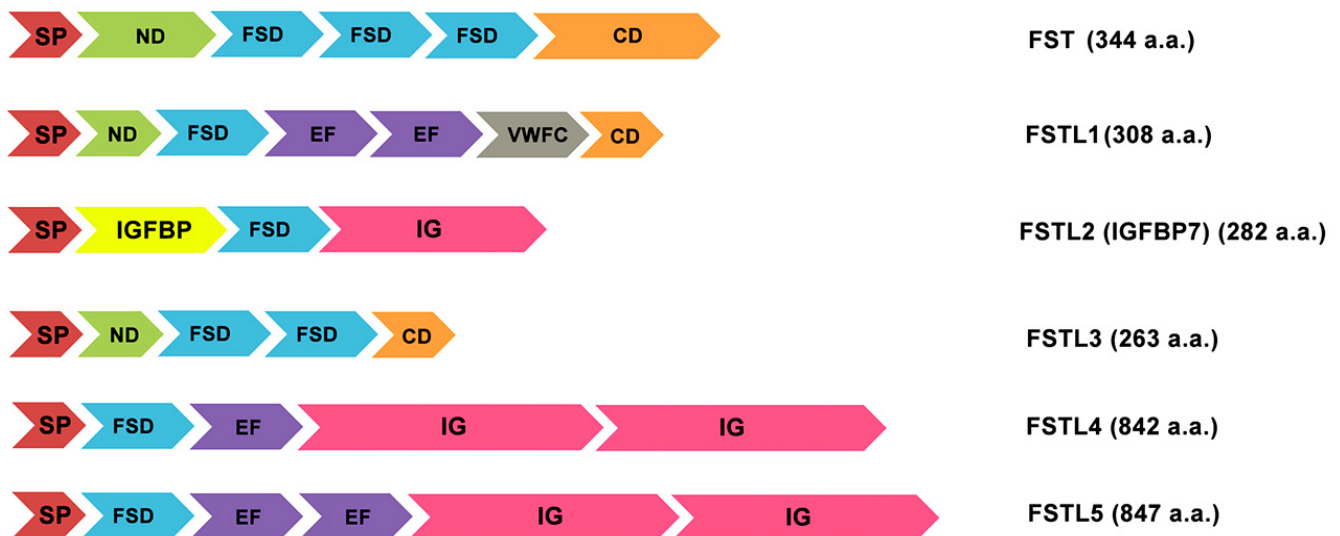 SP ND FSD FSD FSD CD FST (344 a.a.)
SP ND FSD EF EF VWFC CD FSTL1(308 a.a.)
SP IGFBP FSD IG FSTL2 (IGFBP7) (282 a.a.)
SP ND FSD FSD CD FSTL3 (263 a.a.)
SP FSD EF IG IG FSTL4 (842 a.a.)
SP FSD EF EF IG IG FSTL5 (847 a.a.)